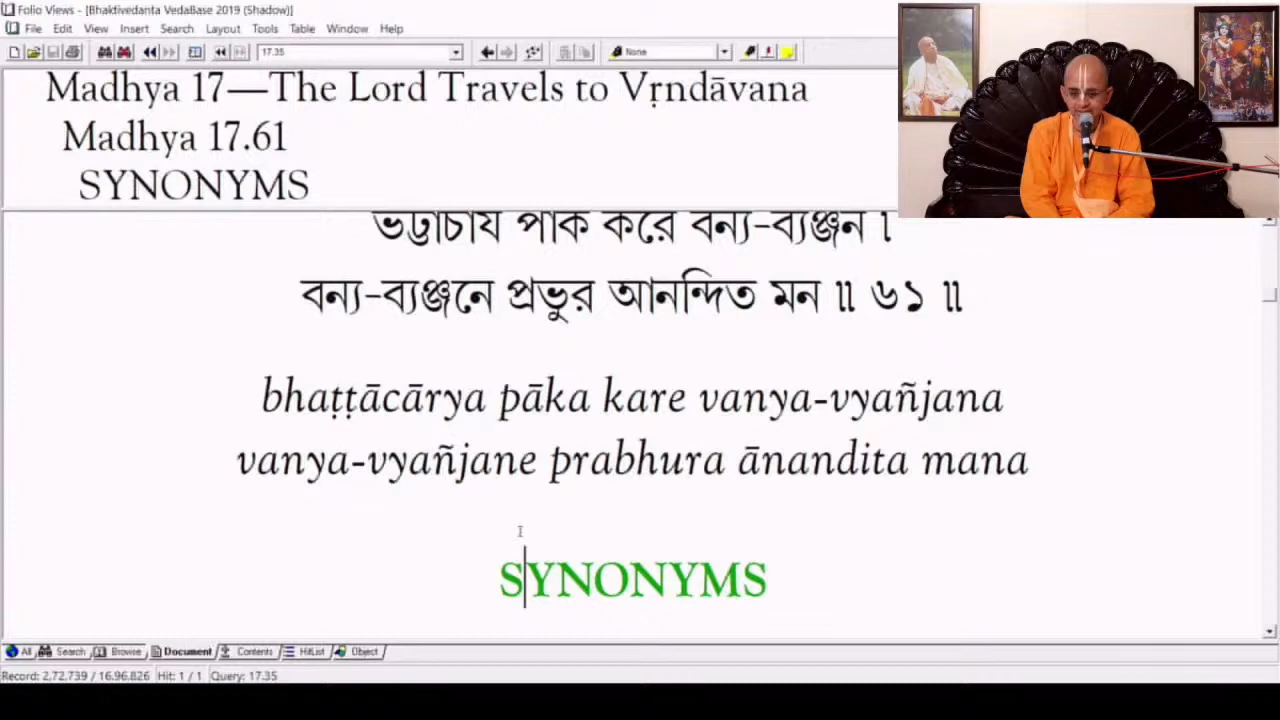 Folio Views - [Bhaktivedanta VedaBase 2019 (Shadow)]
File Edit View Insert Search Layout Tools Table Window Help
17.35
None
Madhya 17—The Lord Travels to Vṛndāvana
Madhya 17.61
SYNONYMS
ভট্টাচার্য পাক করে বন্য-ব্যঞ্জন ৷
বন্য-ব্যঞ্জনে প্রভুর আনন্দিত মন ॥ ৬১ ॥
bhaṭṭācārya pāka kare vanya-vyañjana
vanya-vyañjane prabhura ānandita mana
SYNONYMS
All Search Browse Document Contents HitList Object
Record: 2,72,739 / 16,96,826 Hit: 1 / 1 Query: 17.35